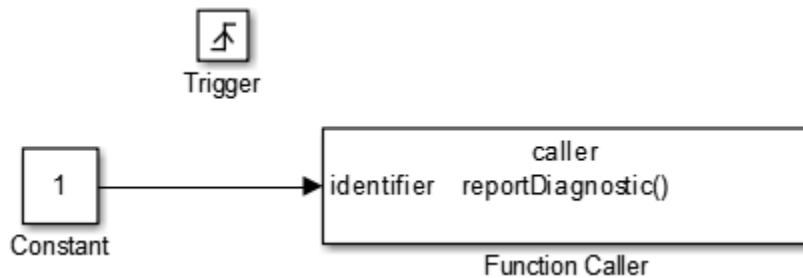 Trigger
caller
1
identifier reportDiagnostic()
Constant
Function Caller